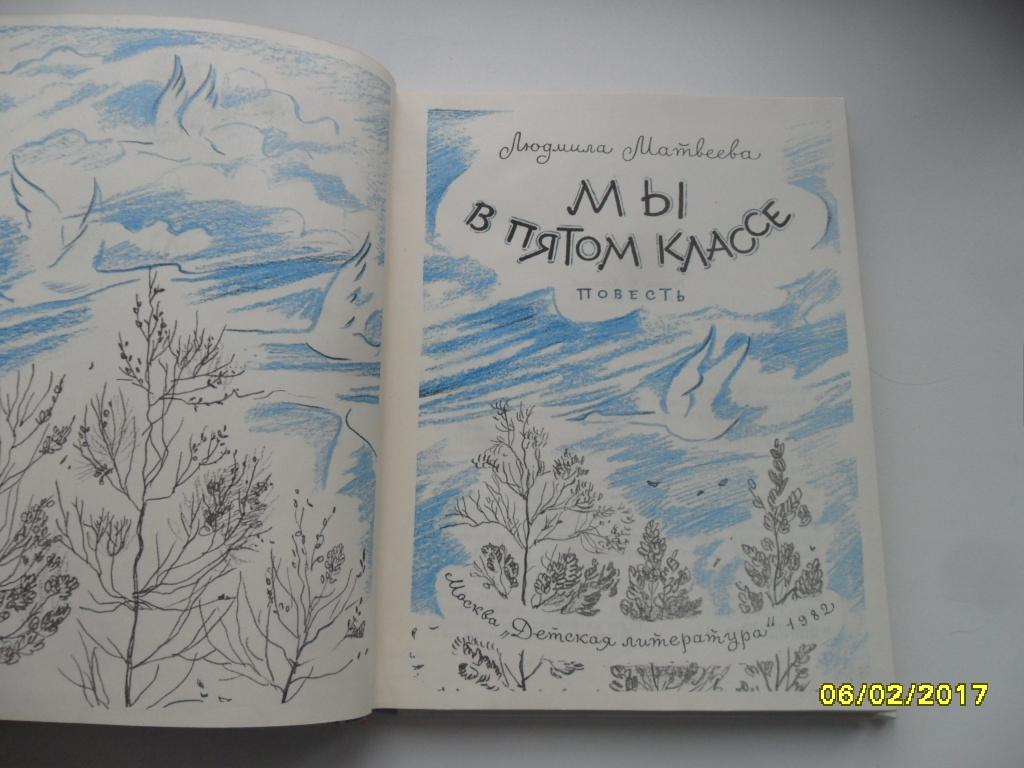 Людмила Матвеева
МЫ
В ПЯТОМ КЛАССЕ
ПОВЕСТЬ
Москва „Детская литература“ 1982
06/02/2017